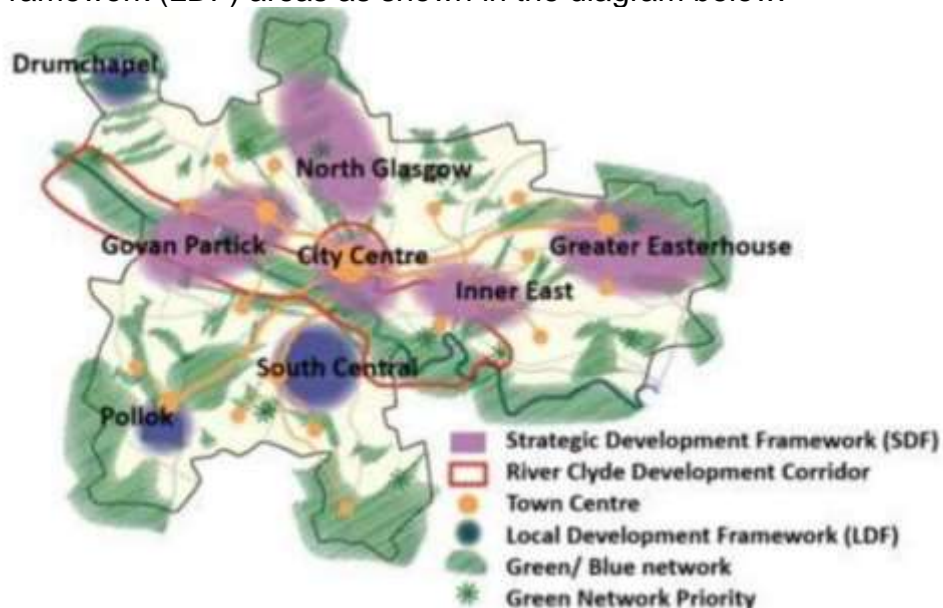 (LDF) areas as shown in the diagram below
Drumchapel
North Glasgow
Govan Partick
City Centre
Greater Easterhouse
Inner East
South Central
Pollok
Strategic Development Framework (SDF)
River Clyde Development Corridor
Town Centre
Local Development Framework (LDF)
Green/ Blue network
Green Network Priority